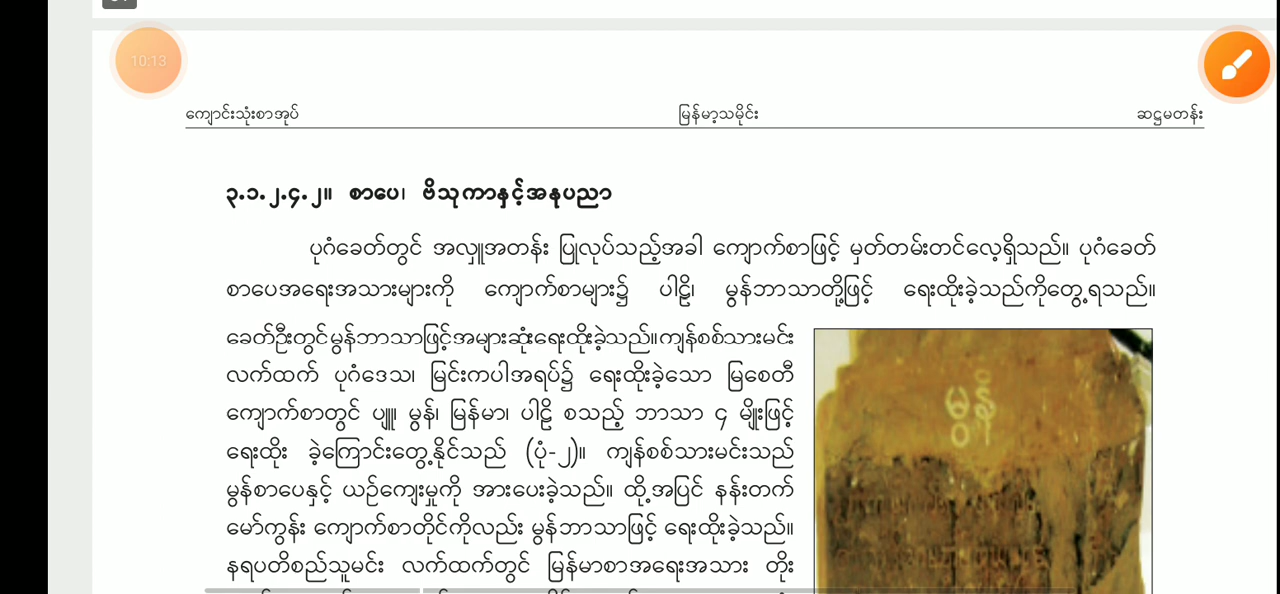 10:13
ကျောင်းသုံးစာအုပ် မြန်မာ့သမိုင်း ဆဋ္ဌမတန်း
၃.၁.၂.၄.၂။ စာပေ၊ ဗိသုကာနှင့်အနုပညာ
ပုဂံခေတ်တွင် အလှူအတန်း ပြုလုပ်သည့်အခါ ကျောက်စာဖြင့် မှတ်တမ်းတင်လေ့ရှိသည်။ ပုဂံခေတ်
စာပေအရေးအသားများကို ကျောက်စာများ၌ ပါဠိ၊ မွန်ဘာသာတို့ဖြင့် ရေးထိုးခဲ့သည်ကိုတွေ့ရသည်။
ခေတ်ဦးတွင်မွန်ဘာသာဖြင့်အများဆုံးရေးထိုးခဲ့သည်။ကျန်စစ်သားမင်း
လက်ထက် ပုဂံဒေသ၊ မြင်းကပါအရပ်၌ ရေးထိုးခဲ့သော မြစေတီ
ကျောက်စာတွင် ပျူ၊ မွန်၊ မြန်မာ၊ ပါဠိ စသည့် ဘာသာ ၄ မျိုးဖြင့်
ရေးထိုး ခဲ့ကြောင်းတွေ့နိုင်သည် (ပုံ-၂)။ ကျန်စစ်သားမင်းသည်
မွန်စာပေနှင့် ယဉ်ကျေးမှုကို အားပေးခဲ့သည်။ ထို့အပြင် နန်းတက်
မော်ကွန်း ကျောက်စာတိုင်ကိုလည်း မွန်ဘာသာဖြင့် ရေးထိုးခဲ့သည်။
နရပတိစည်သူမင်း လက်ထက်တွင် မြန်မာစာအရေးအသား တိုး
မွန်